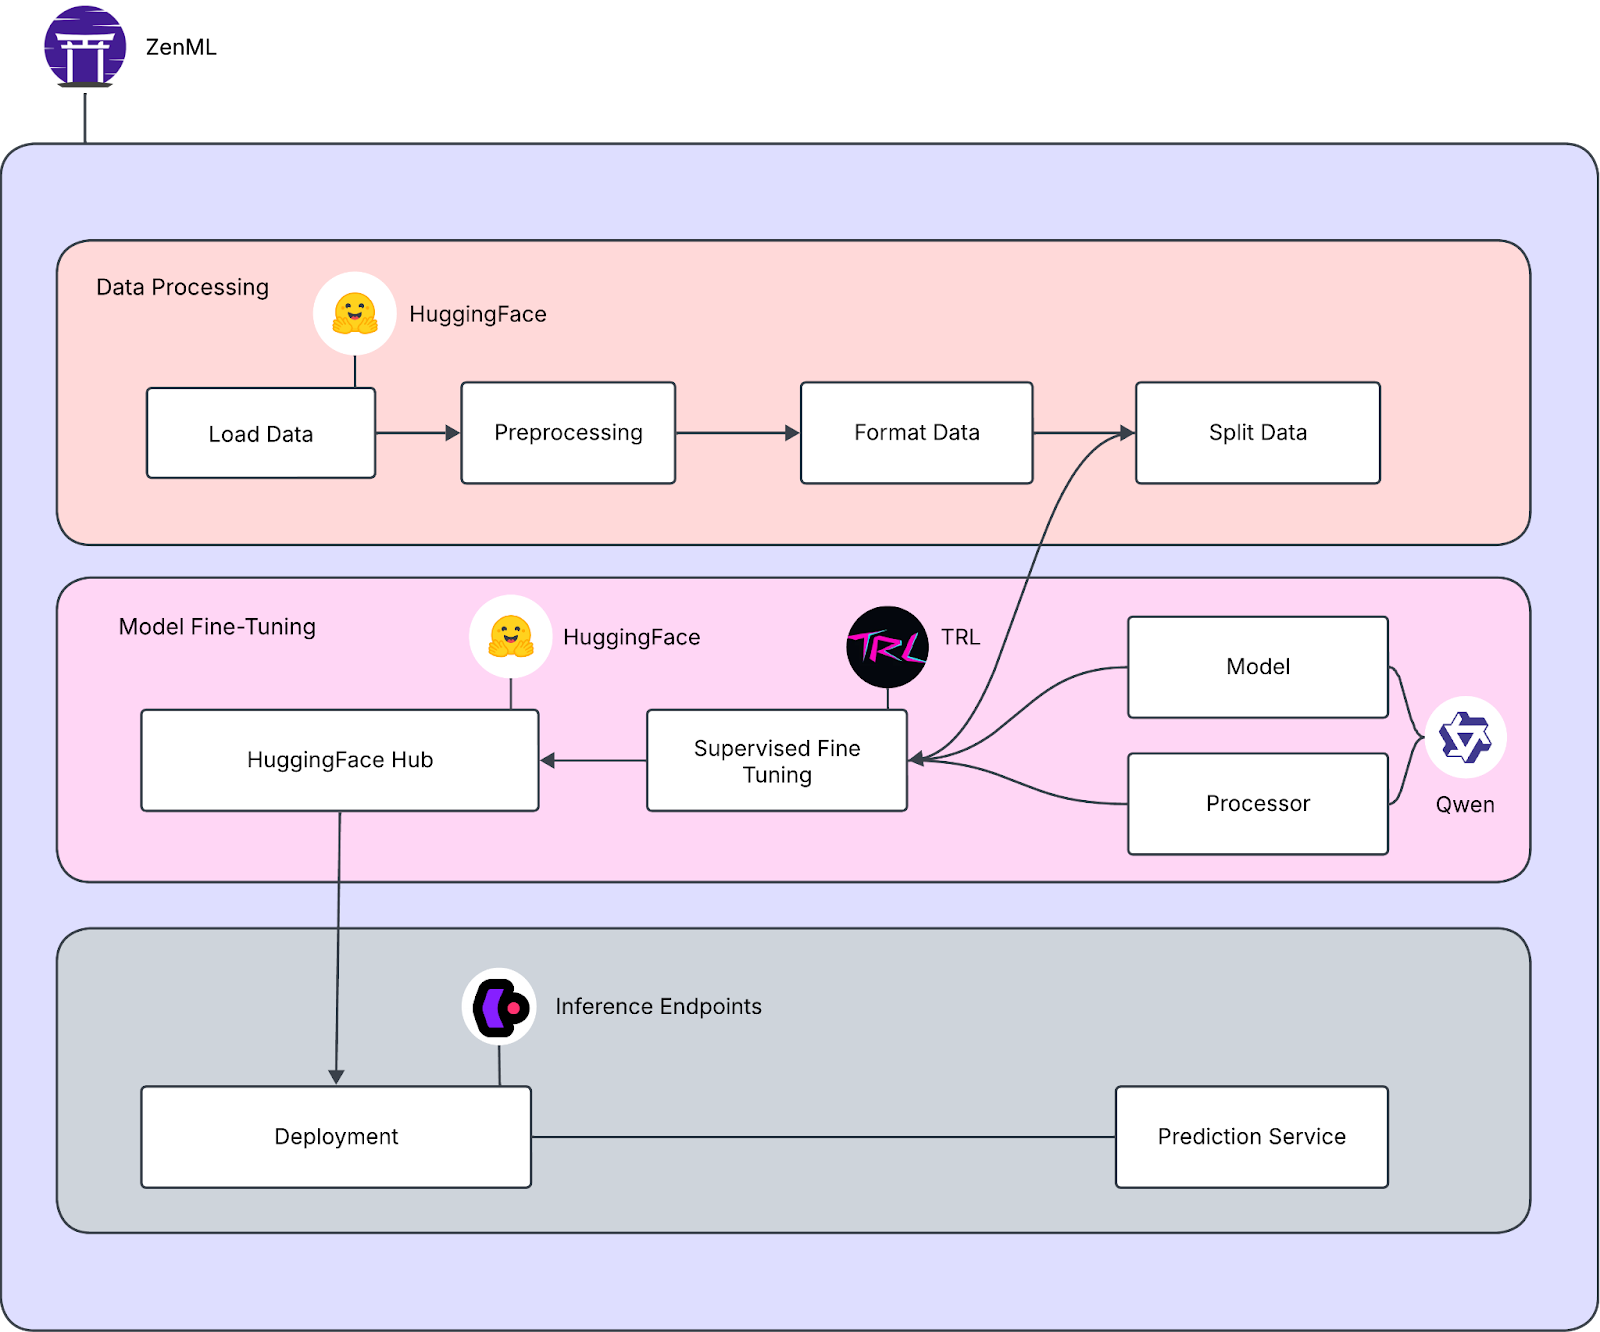 ZenML
Data Processing
HuggingFace
Load Data
Preprocessing
Format Data
Split Data
Model Fine-Tuning
HuggingFace
TRL
TRL
Model
HuggingFace Hub
Supervised Fine
Tuning
Processor
Qwen
Inference Endpoints
Deployment
Prediction Service